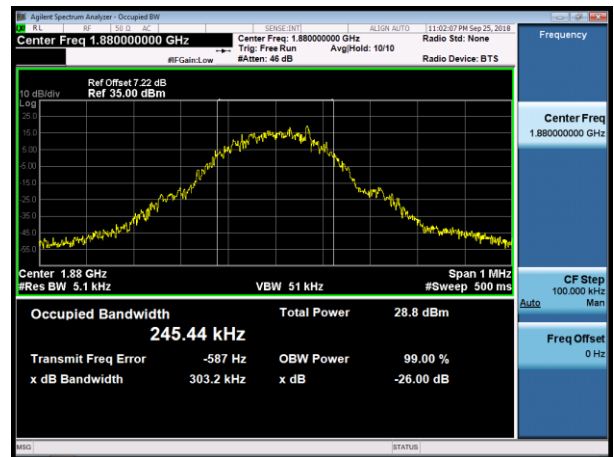 Agilent Spectrum Analyzer - Occupied BW
RL RF 50 Ω AC SENSE:INT ALIGN AUTO 11:02:07 PM Sep 25, 2018
Center Freq 1.880000000 GHz
Center Freq: 1.880000000 GHz Radio Std: None
Trig: Free Run Avg|Hold: 10/10
#IFGain:Low #Atten: 46 dB Radio Device: BTS
Frequency
Ref Offset 7.22 dB
10 dB/div Ref 35.00 dBm
Log
25.0
15.0
5.00
-5.00
-15.0
-25.0
-35.0
-45.0
-55.0
Center Freq
1.880000000 GHz
Center 1.88 GHz Span 1 MHz
#Res BW 5.1 kHz VBW 51 kHz #Sweep 500 ms
CF Step
100.000 kHz
Auto Man
Occupied Bandwidth Total Power 28.8 dBm
245.44 kHz
Transmit Freq Error -587 Hz OBW Power 99.00 %
x dB Bandwidth 303.2 kHz x dB -26.00 dB
Freq Offset
0 Hz
MSG STATUS